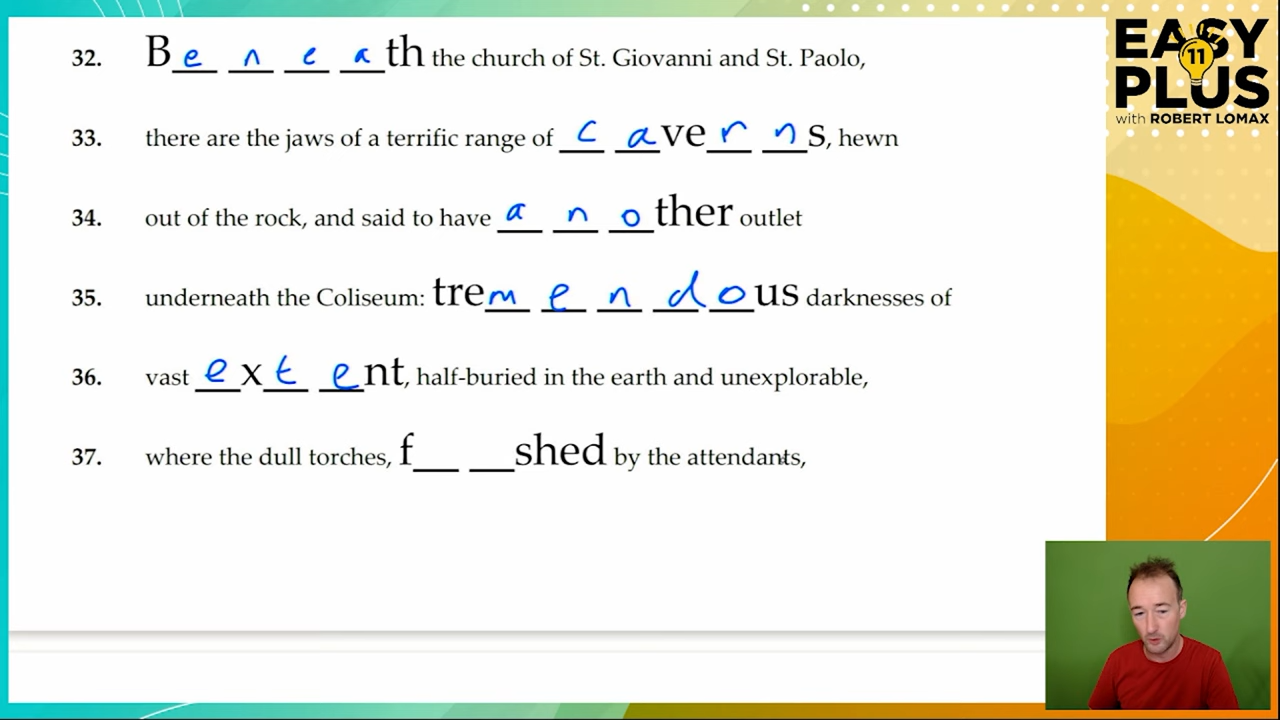 32. Beneath the church of St. Giovanni and St. Paolo,
33. there are the jaws of a terrific range of caverns, hewn
34. out of the rock, and said to have another outlet
35. underneath the Coliseum: tremendous darknesses of
36. vast extent, half-buried in the earth and unexplorable,
37. where the dull torches, f__ __shed by the attendants,
EASY
11
PLUS
with ROBERT LOMAX